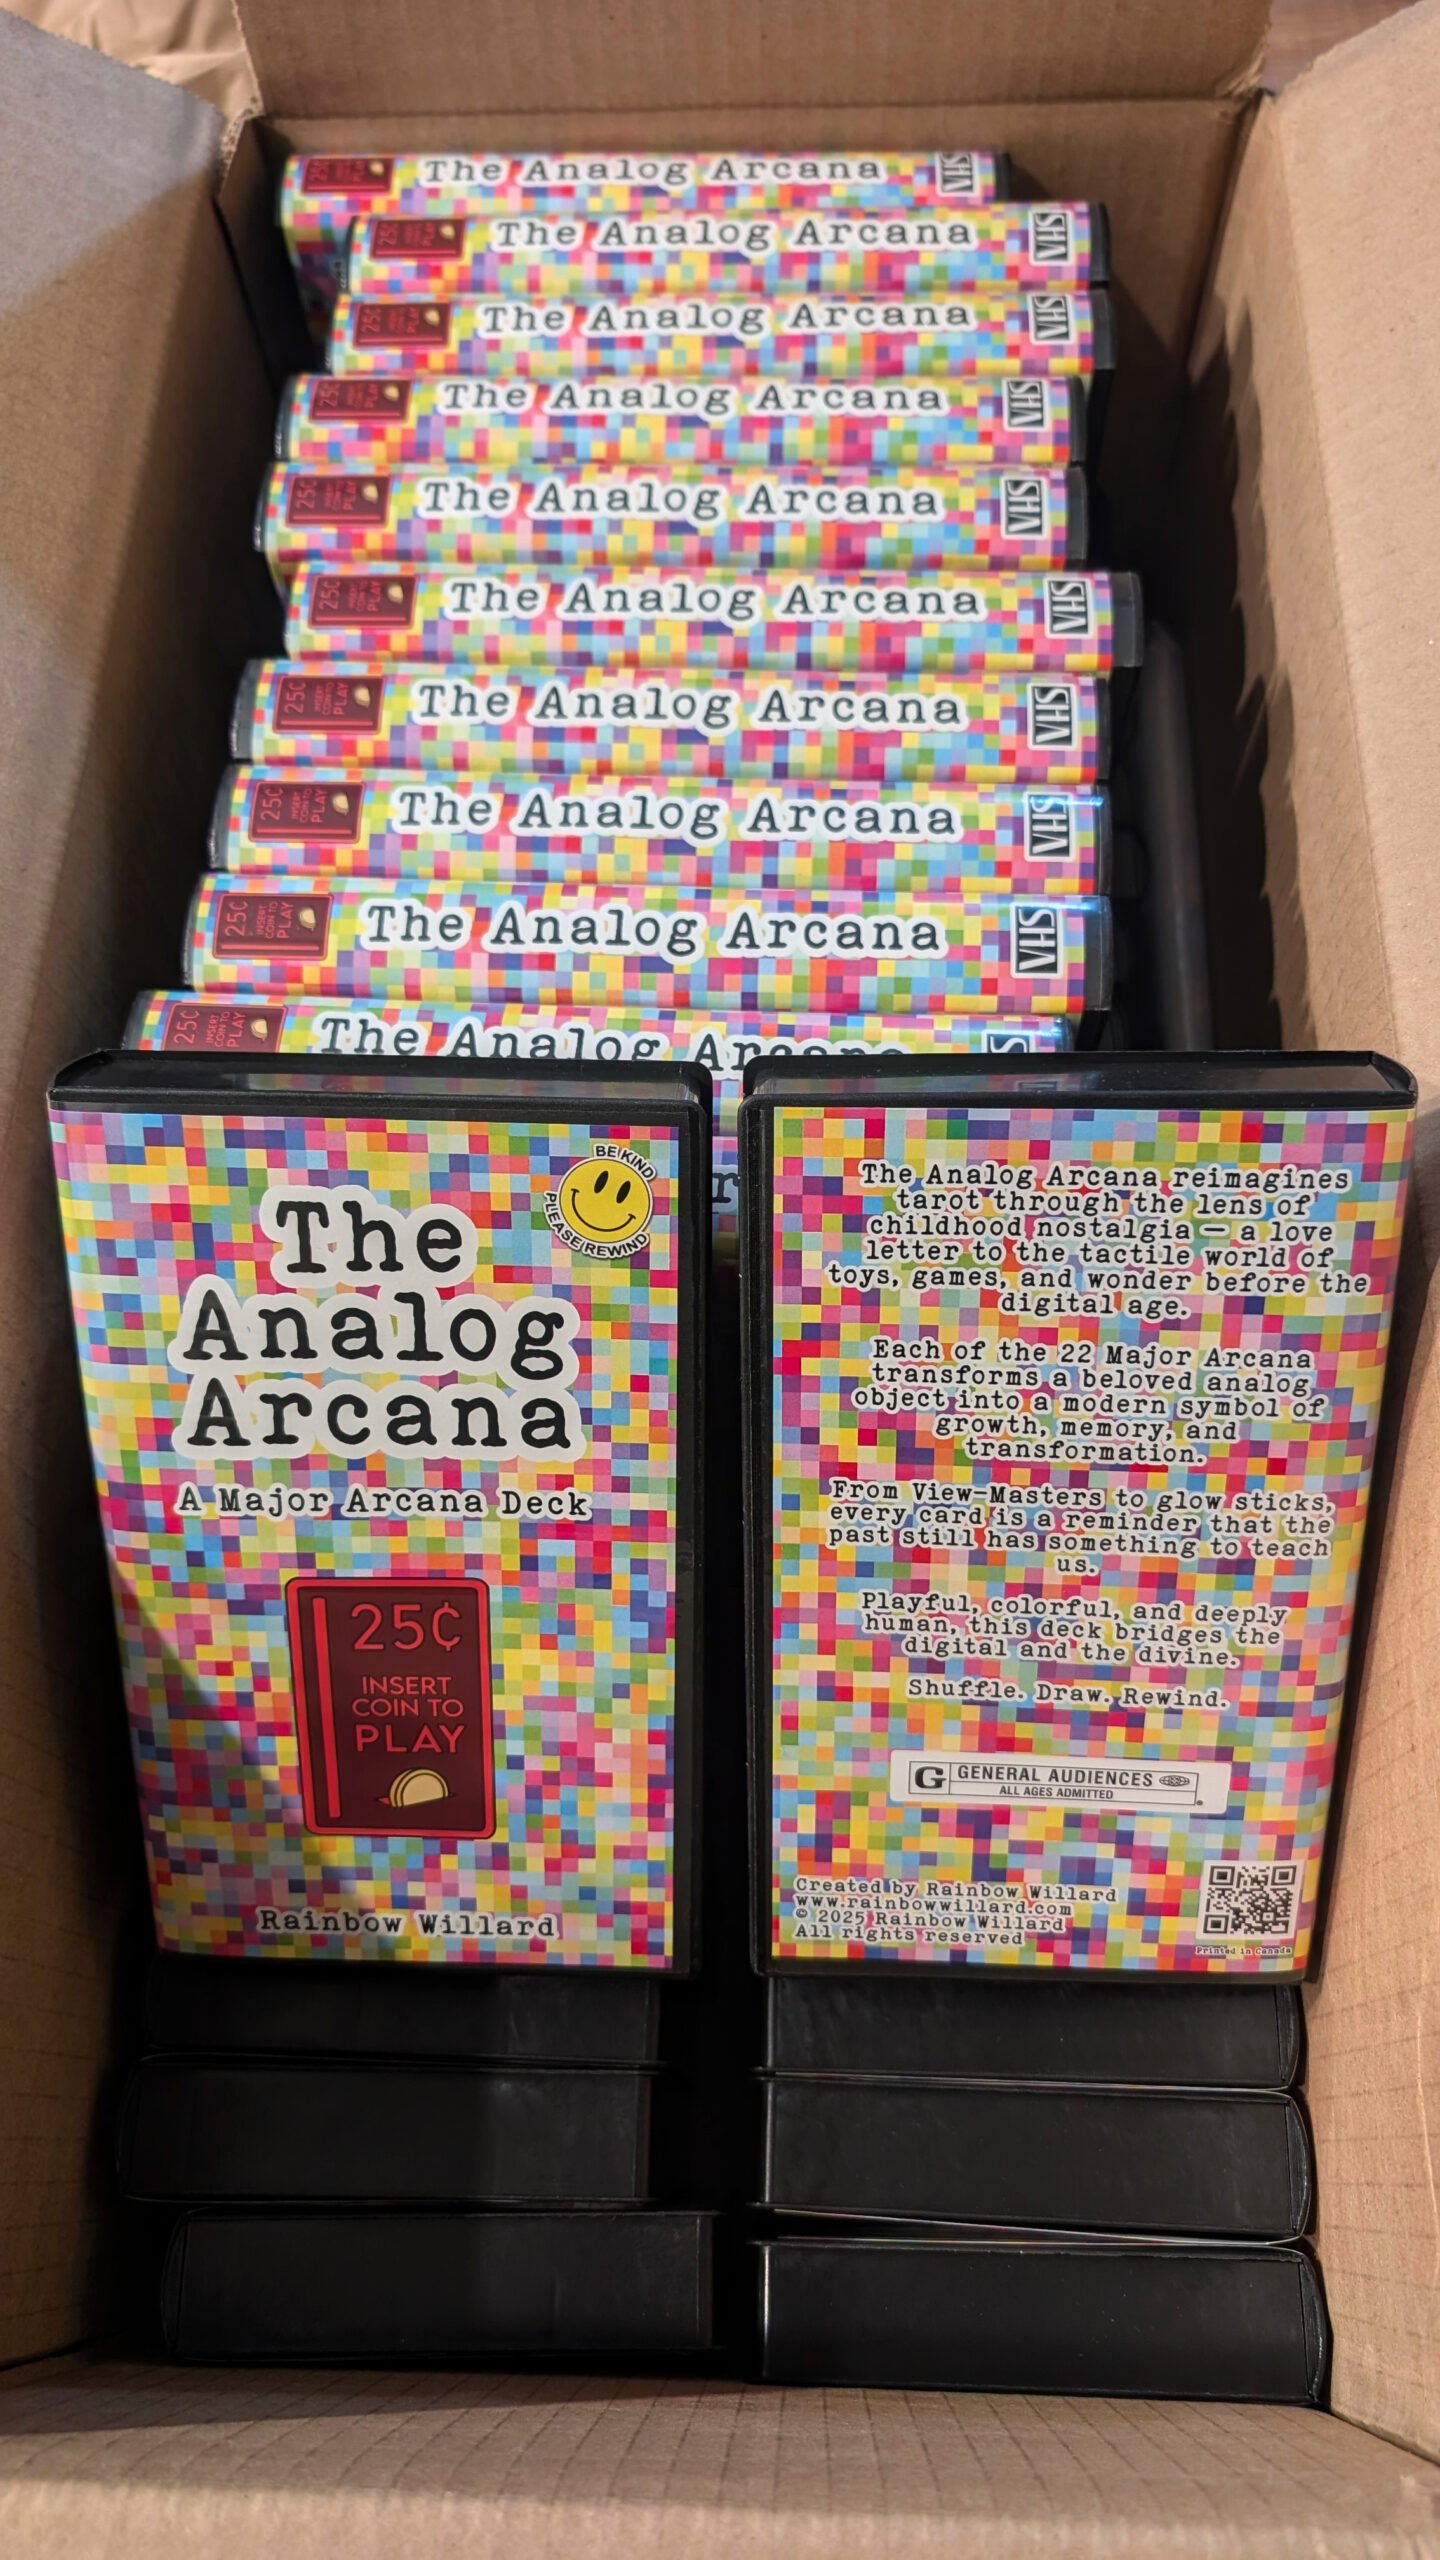 25¢ INSERT COIN TO PLAY The Analog Arcana VHS
25¢ INSERT COIN TO PLAY The Analog Arcana VHS
25¢ INSERT COIN TO PLAY The Analog Arcana VHS
25¢ INSERT COIN TO PLAY The Analog Arcana VHS
25¢ INSERT COIN TO PLAY The Analog Arcana VHS
25¢ INSERT COIN TO PLAY The Analog Arcana VHS
25¢ INSERT COIN TO PLAY The Analog Arcana VHS
25¢ INSERT COIN TO PLAY The Analog Arcana VHS
25¢ INSERT COIN TO PLAY The Analog Arcana VHS
25¢ INSERT COIN TO PLAY The Analog Arcana
BE KIND
PLEASE REWIND
The
Analog
Arcana
A Major Arcana Deck
25¢
INSERT
COIN TO
PLAY
Rainbow Willard
The Analog Arcana reimagines
tarot through the lens of
childhood nostalgia — a love
letter to the tactile world of
toys, games, and wonder before the
digital age.
Each of the 22 Major Arcana
transforms a beloved analog
object into a modern symbol of
growth, memory, and
transformation.
From View-Masters to glow sticks,
every card is a reminder that the
past still has something to teach
us.
Playful, colorful, and deeply
human, this deck bridges the
digital and the divine.
Shuffle. Draw. Rewind.
G GENERAL AUDIENCES
ALL AGES ADMITTED
Created by Rainbow Willard
www.rainbowwillard.com
© 2025 Rainbow Willard
All rights reserved
Printed in Canada